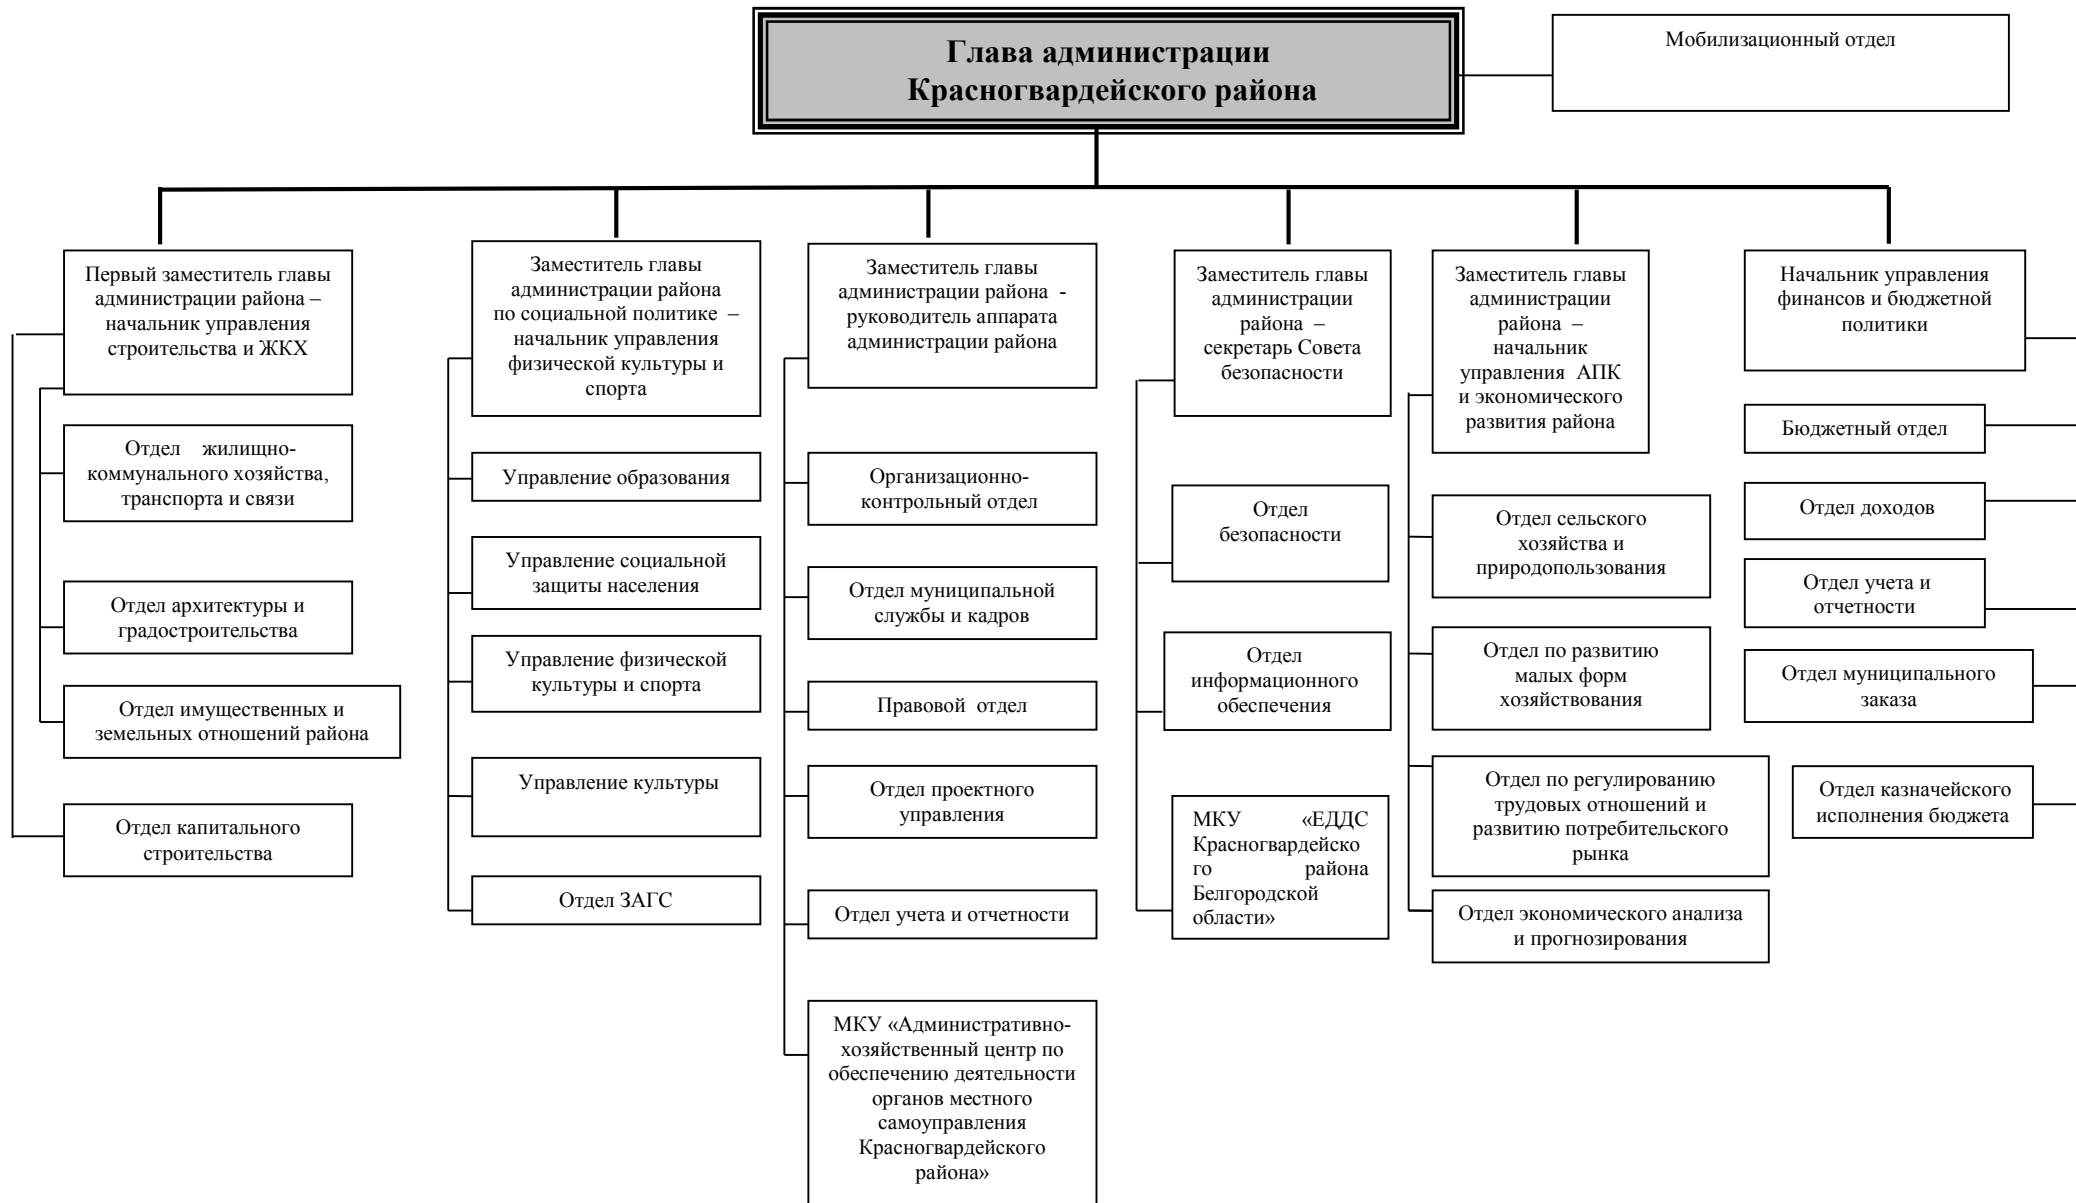 Глава администрации
Красногвардейского района
Мобилизационный отдел
Первый заместитель главы
администрации района –
начальник управления
строительства и ЖКХ
Отдел жилищно-
коммунального хозяйства,
транспорта и связи
Отдел архитектуры и
градостроительства
Отдел имущественных и
земельных отношений района
Отдел капитального
строительства
Заместитель главы
администрации района
по социальной политике –
начальник управления
физической культуры и
спорта
Управление образования
Управление социальной
защиты населения
Управление физической
культуры и спорта
Управление культуры
Отдел ЗАГС
Заместитель главы
администрации района -
руководитель аппарата
администрации района
Организационно-
контрольный отдел
Отдел муниципальной
службы и кадров
Правовой отдел
Отдел проектного
управления
Отдел учета и отчетности
МКУ «Административно-
хозяйственный центр по
обеспечению деятельности
органов местного
самоуправления
Красногвардейского
района»
Заместитель главы
администрации
района –
секретарь Совета
безопасности
Отдел
безопасности
Отдел
информационного
обеспечения
МКУ «ЕДДС
Красногвардейско
го района
Белгородской
области»
Заместитель главы
администрации
района –
начальник
управления АПК
и экономического
развития района
Отдел сельского
хозяйства и
природопользования
Отдел по развитию
малых форм
хозяйствования
Отдел по регулированию
трудовых отношений и
развитию потребительского
рынка
Отдел экономического анализа
и прогнозирования
Начальник управления
финансов и бюджетной
политики
Бюджетный отдел
Отдел доходов
Отдел учета и
отчетности
Отдел муниципального
заказа
Отдел казначейского
исполнения бюджета